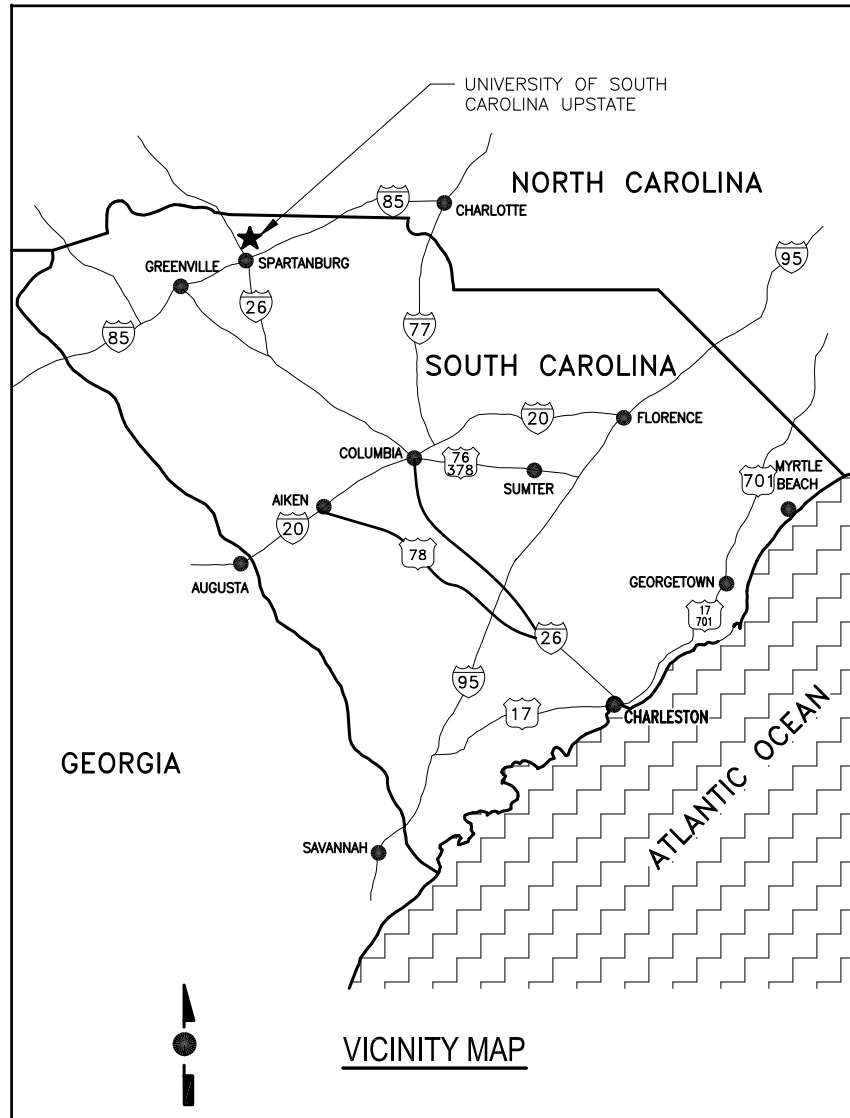 UNIVERSITY OF SOUTH
CAROLINA UPSTATE
NORTH CAROLINA
85
CHARLOTTE
95
SPARTANBURG
GREENVILLE
26
77
85
SOUTH CAROLINA
20
FLORENCE
COLUMBIA
76
378
SUMTER
MYRTLE
BEACH
701
AIKEN
20
78
AUGUSTA
GEORGETOWN
17
701
26
95
17
CHARLESTON
GEORGIA
ATLANTIC OCEAN
SAVANNAH
VICINITY MAP